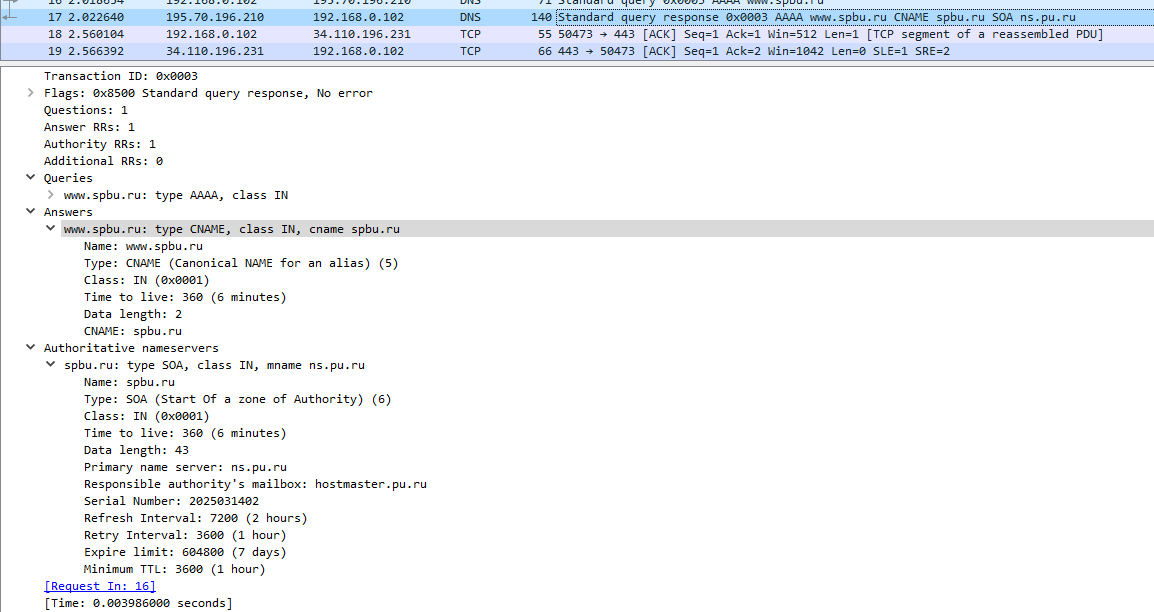 16 2.018654 192.168.0.102 195.70.196.210 DNS 71 Standard query 0x0003 AAAA www.spbu.ru
17 2.022640 195.70.196.210 192.168.0.102 DNS 140 Standard query response 0x0003 AAAA www.spbu.ru CNAME spbu.ru SOA ns.pu.ru
18 2.560104 192.168.0.102 34.110.196.231 TCP 55 50473 → 443 [ACK] Seq=1 Ack=1 Win=512 Len=1 [TCP segment of a reassembled PDU]
19 2.566392 34.110.196.231 192.168.0.102 TCP 66 443 → 50473 [ACK] Seq=1 Ack=2 Win=1042 Len=0 SLE=1 SRE=2
Transaction ID: 0x0003
Flags: 0x8500 Standard query response, No error
Questions: 1
Answer RRs: 1
Authority RRs: 1
Additional RRs: 0
Queries
www.spbu.ru: type AAAA, class IN
Answers
www.spbu.ru: type CNAME, class IN, cname spbu.ru
Name: www.spbu.ru
Type: CNAME (Canonical NAME for an alias) (5)
Class: IN (0x0001)
Time to live: 360 (6 minutes)
Data length: 2
CNAME: spbu.ru
Authoritative nameservers
spbu.ru: type SOA, class IN, mname ns.pu.ru
Name: spbu.ru
Type: SOA (Start Of a zone of Authority) (6)
Class: IN (0x0001)
Time to live: 360 (6 minutes)
Data length: 43
Primary name server: ns.pu.ru
Responsible authority's mailbox: hostmaster.pu.ru
Serial Number: 2025031402
Refresh Interval: 7200 (2 hours)
Retry Interval: 3600 (1 hour)
Expire limit: 604800 (7 days)
Minimum TTL: 3600 (1 hour)
[Request In: 16]
[Time: 0.003986000 seconds]